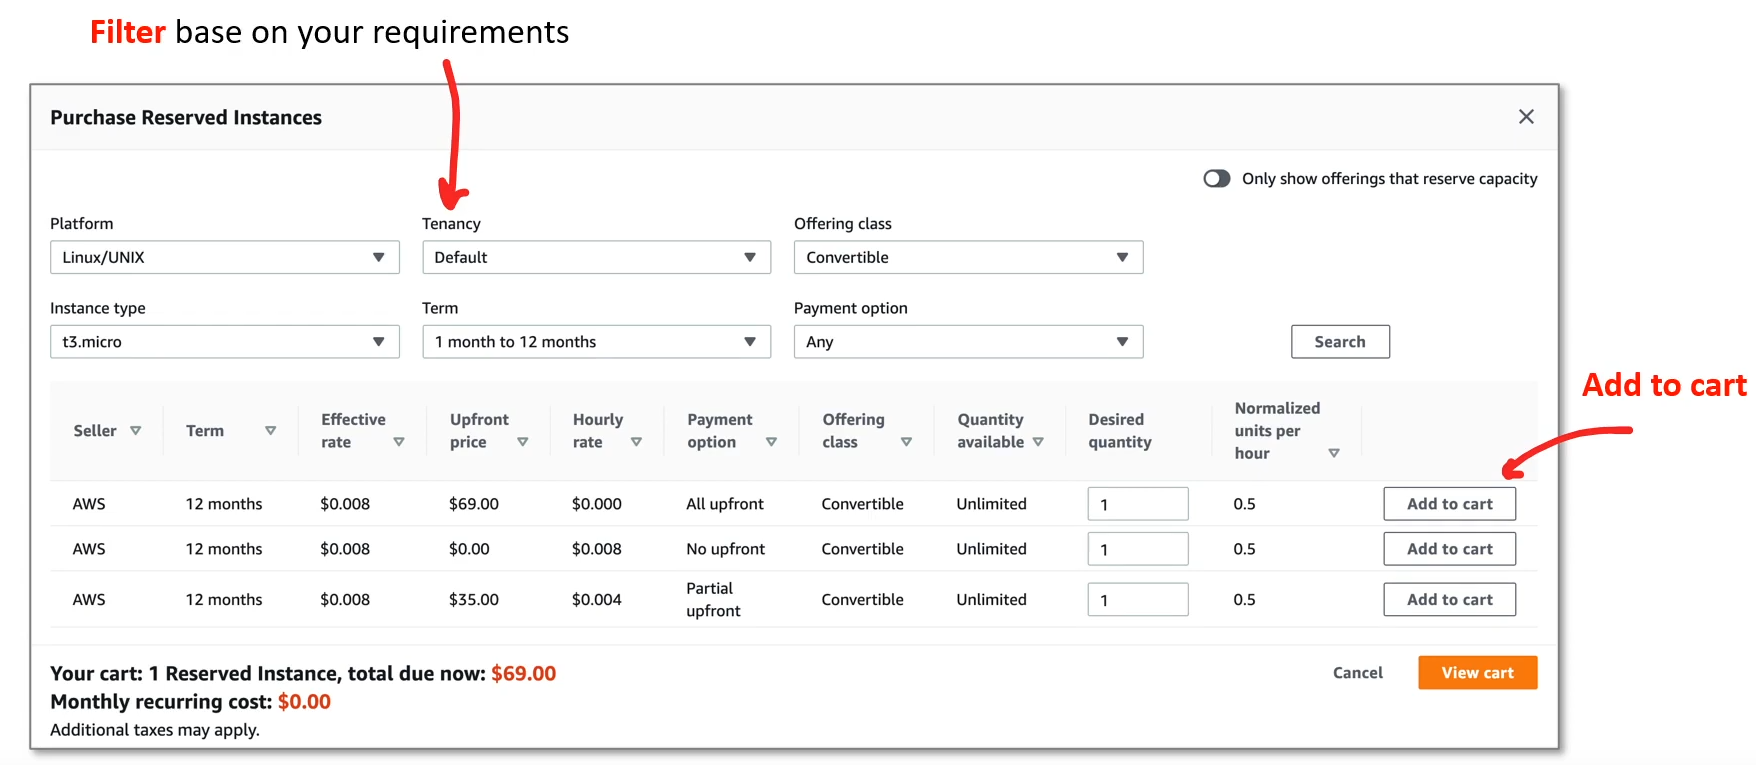 Filter base on your requirements
Purchase Reserved Instances
Only show offerings that reserve capacity
Platform Tenancy Offering class
Linux/UNIX Default Convertible
Instance type Term Payment option
t3.micro 1 month to 12 months Any Search
Add to cart
Seller Term Effective rate Upfront price Hourly rate Payment option Offering class Quantity available Desired quantity Normalized units per hour
AWS 12 months $0.008 $69.00 $0.000 All upfront Convertible Unlimited 1 0.5 Add to cart
AWS 12 months $0.008 $0.00 $0.008 No upfront Convertible Unlimited 1 0.5 Add to cart
AWS 12 months $0.008 $35.00 $0.004 Partial upfront Convertible Unlimited 1 0.5 Add to cart
Your cart: 1 Reserved Instance, total due now: $69.00 Cancel View cart
Monthly recurring cost: $0.00
Additional taxes may apply.